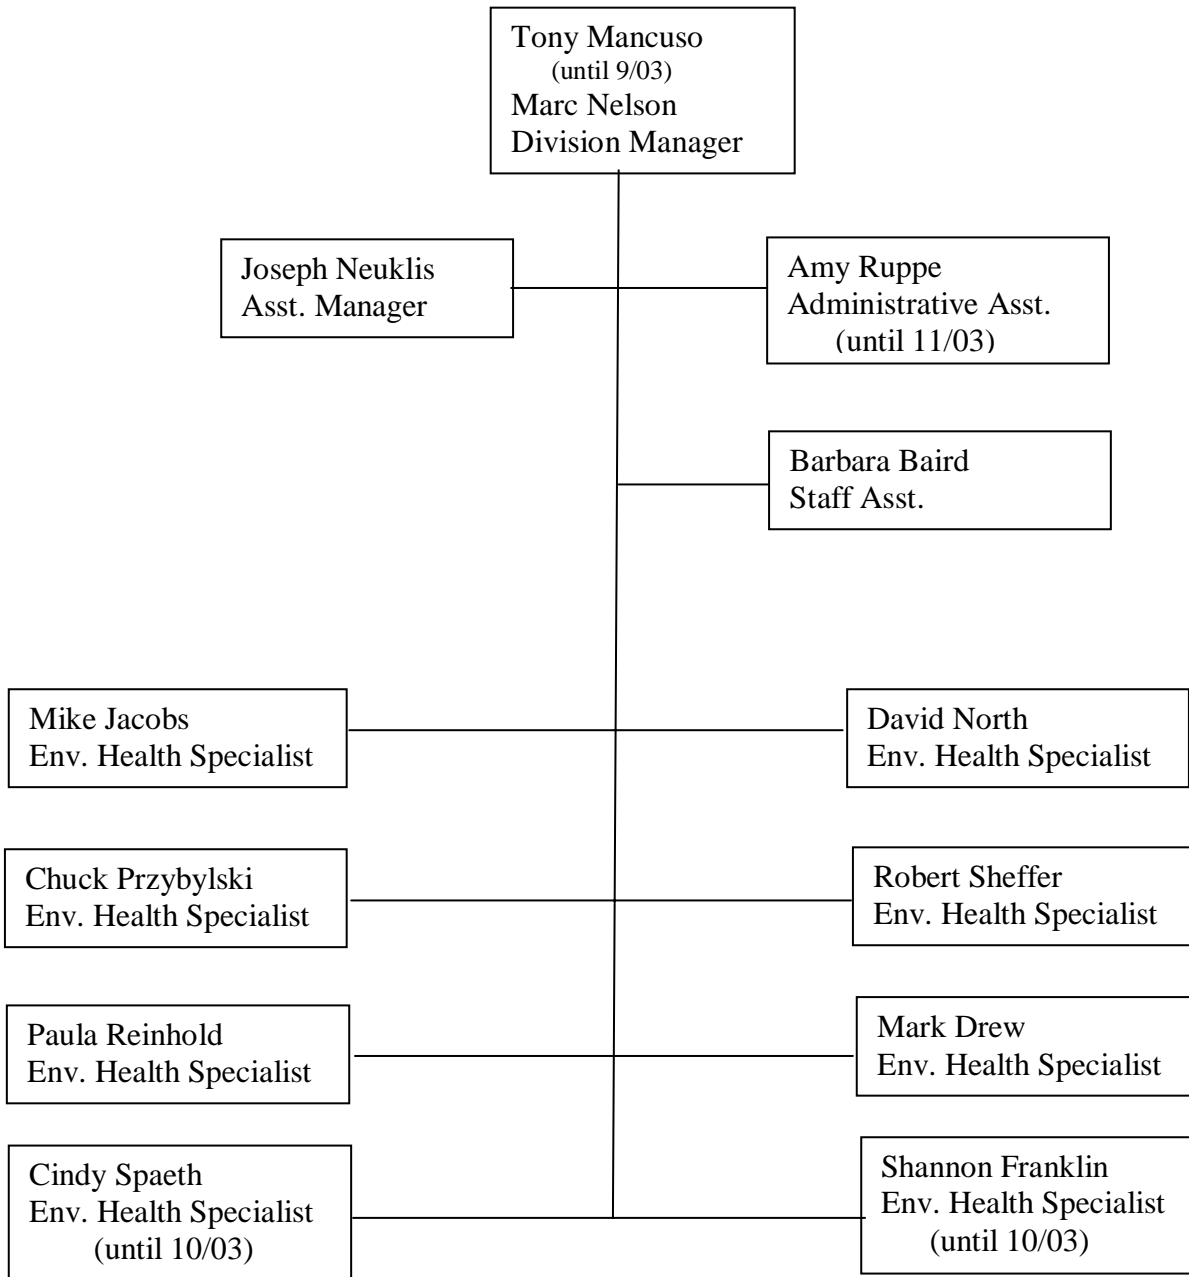 Tony Mancuso
(until 9/03)
Marc Nelson
Division Manager
Joseph Neuklis
Asst. Manager
Amy Ruppe
Administrative Asst.
(until 11/03)
Barbara Baird
Staff Asst.
Mike Jacobs
Env. Health Specialist
David North
Env. Health Specialist
Chuck Przybylski
Env. Health Specialist
Robert Sheffer
Env. Health Specialist
Paula Reinhold
Env. Health Specialist
Mark Drew
Env. Health Specialist
Cindy Spaeth
Env. Health Specialist
(until 10/03)
Shannon Franklin
Env. Health Specialist
(until 10/03)